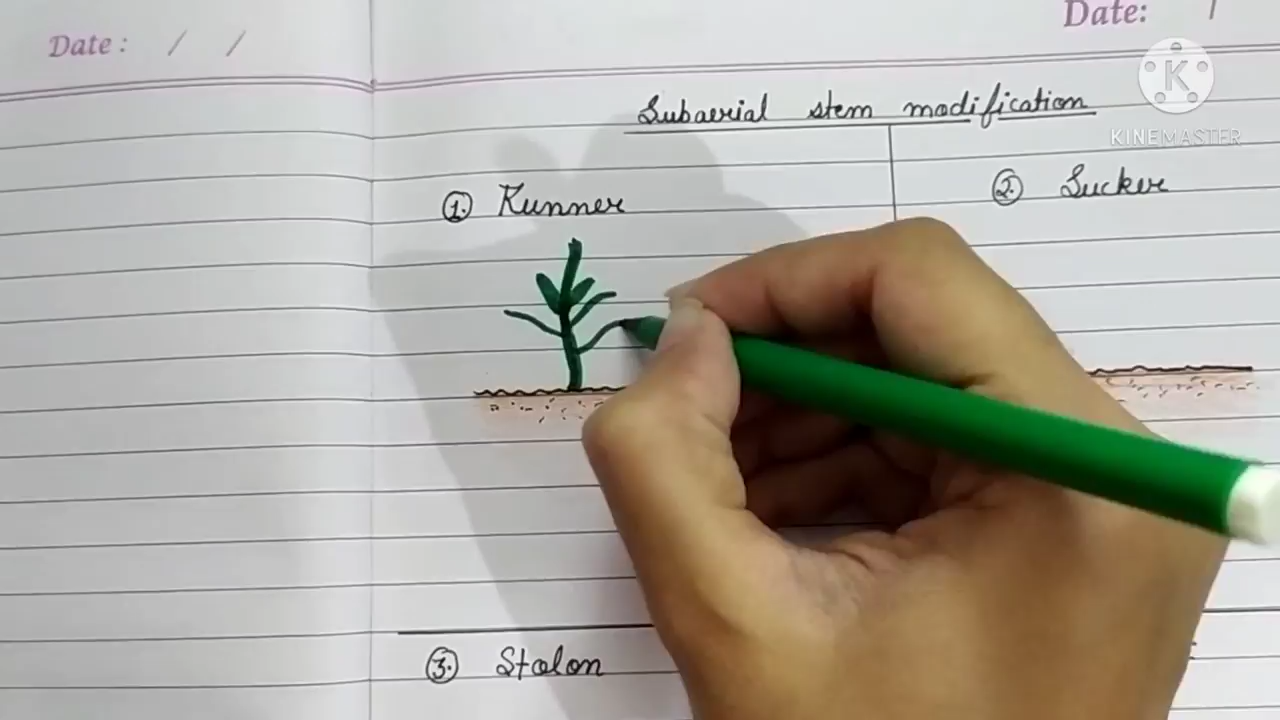 Date: / /
Date: /
KINEMASTER
Subaerial stem modification
1. Runner
2. Sucker
3. Stolon